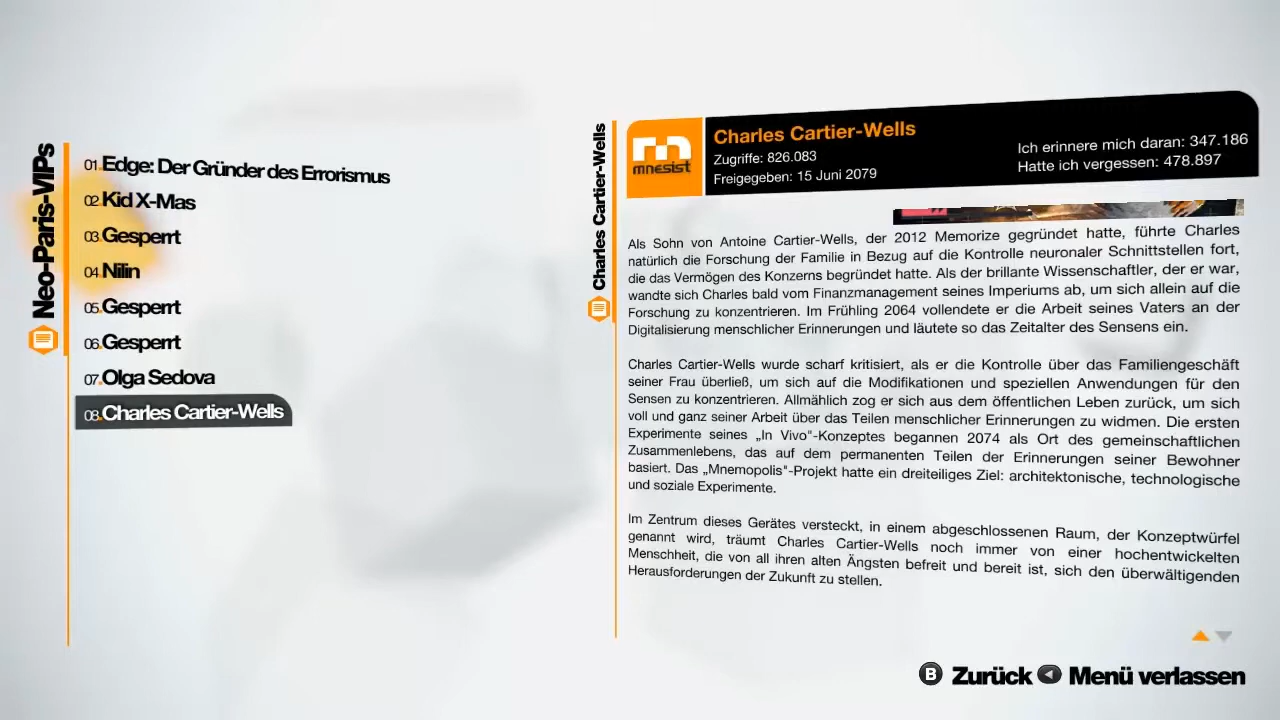 Neo-Paris-VIPs
01.Edge: Der Gründer des Errorismus
02.Kid X-Mas
03.Gesperrt
04.Nilin
05.Gesperrt
06.Gesperrt
07.Olga Sedova
08.Charles Cartier-Wells
Charles Cartier-Wells
mnesist
Charles Cartier-Wells
Zugriffe: 826.083
Freigegeben: 15 Juni 2079
Ich erinnere mich daran: 347.186
Hatte ich vergessen: 478.897
Als Sohn von Antoine Cartier-Wells, der 2012 Memorize gegründet hatte, führte Charles
natürlich die Forschung der Familie in Bezug auf die Kontrolle neuronaler Schnittstellen fort,
die das Vermögen des Konzerns begründet hatte. Als der brillante Wissenschaftler, der er war,
wandte sich Charles bald vom Finanzmanagement seines Imperiums ab, um sich allein auf die
Forschung zu konzentrieren. Im Frühling 2064 vollendete er die Arbeit seines Vaters an der
Digitalisierung menschlicher Erinnerungen und läutete so das Zeitalter des Sensens ein.
Charles Cartier-Wells wurde scharf kritisiert, als er die Kontrolle über das Familiengeschäft
seiner Frau überließ, um sich auf die Modifikationen und speziellen Anwendungen für den
Sensen zu konzentrieren. Allmählich zog er sich aus dem öffentlichen Leben zurück, um sich
voll und ganz seiner Arbeit über das Teilen menschlicher Erinnerungen zu widmen. Die ersten
Experimente seines „In Vivo"-Konzeptes begannen 2074 als Ort des gemeinschaftlichen
Zusammenlebens, das auf dem permanenten Teilen der Erinnerungen seiner Bewohner
basiert. Das „Mnemopolis"-Projekt hatte ein dreiteiliges Ziel: architektonische, technologische
und soziale Experimente.
Im Zentrum dieses Gerätes versteckt, in einem abgeschlossenen Raum, der Konzeptwürfel
genannt wird, träumt Charles Cartier-Wells noch immer von einer hochentwickelten
Menschheit, die von all ihren alten Ängsten befreit und bereit ist, sich den überwältigenden
Herausforderungen der Zukunft zu stellen.
B Zurück Menü verlassen